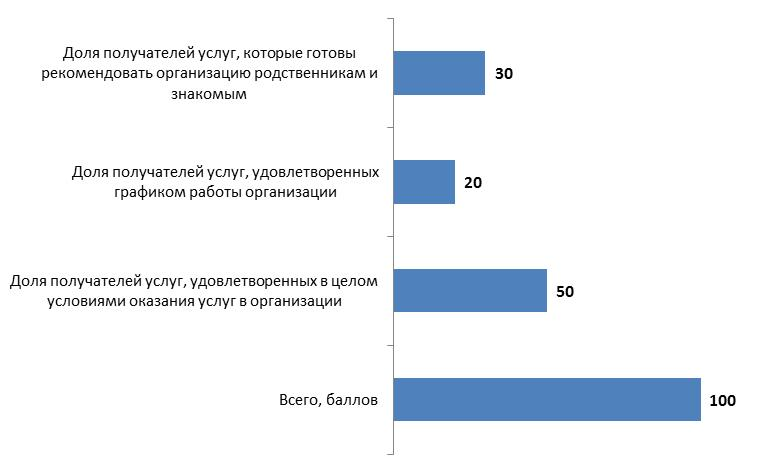 Доля получателей услуг, которые готовы
рекомендовать организацию родственникам и
знакомым
30
Доля получателей услуг, удовлетворенных
графиком работы организации
20
Доля получателей услуг, удовлетворенных в целом
условиями оказания услуг в организации
50
Всего, баллов
100